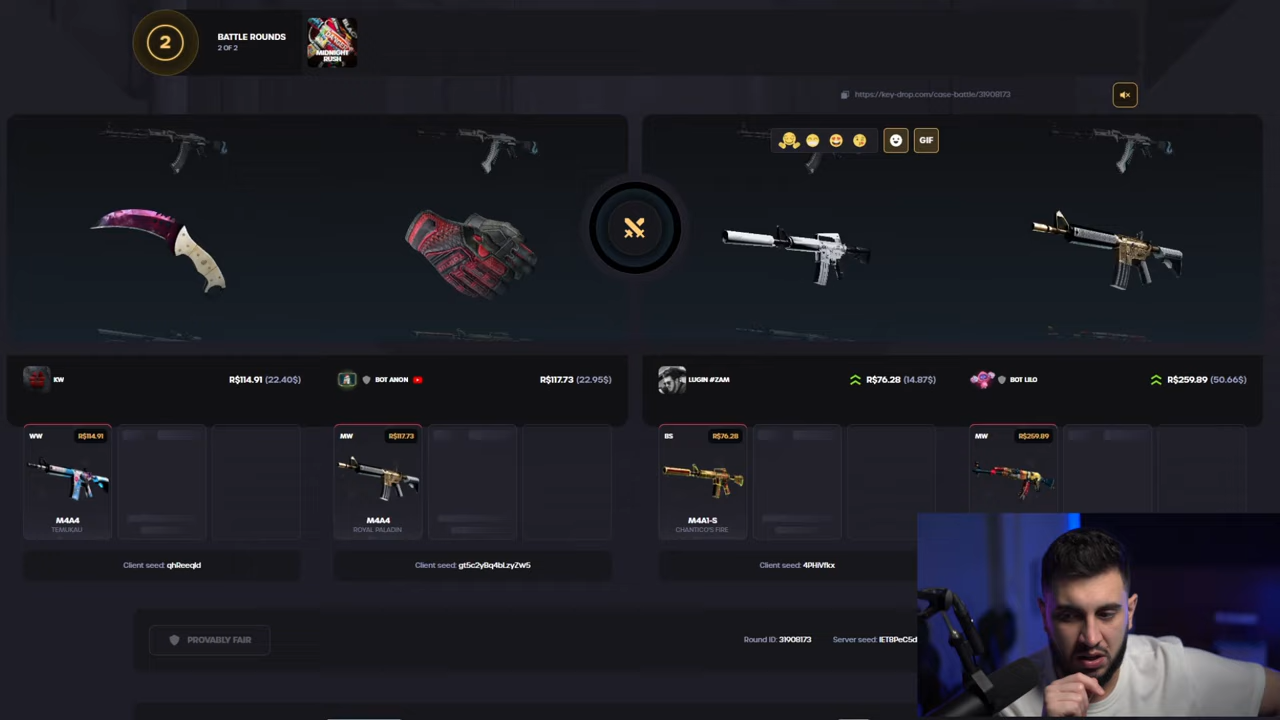 2
BATTLE ROUNDS
2 OF 2
MIDNIGHT
RUSH
https://key-drop.com/case-battle/31908173
GIF
KW
R$114.91 (22.40$)
BOT ANON
R$117.73 (22.95$)
LUGIN #ZAM
R$76.28 (14.87$)
BOT LILO
R$259.89 (50.66$)
WW
R$114.91
M4A4
TEMUKAU
MW
R$117.73
M4A4
ROYAL PALADIN
BS
R$76.28
M4A1-S
CHANTICO'S FIRE
MW
R$259.89
Client seed: qhReeqId
Client seed: gt5c2yBq4bLzyZW5
Client seed: 4PHiVfkx
PROVABLY FAIR
Round ID: 31908173
Server seed: IETBPeC5d